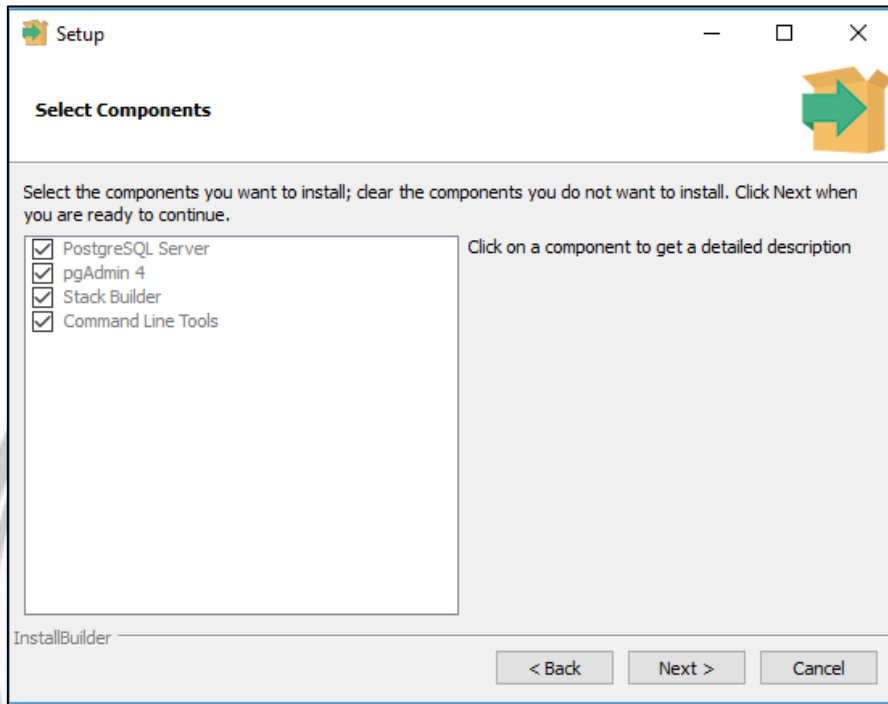 Setup
Select Components
Select the components you want to install; clear the components you do not want to install. Click Next when
you are ready to continue.
PostgreSQL Server
pgAdmin 4
Stack Builder
Command Line Tools
Click on a component to get a detailed description
InstallBuilder
< Back
Next >
Cancel